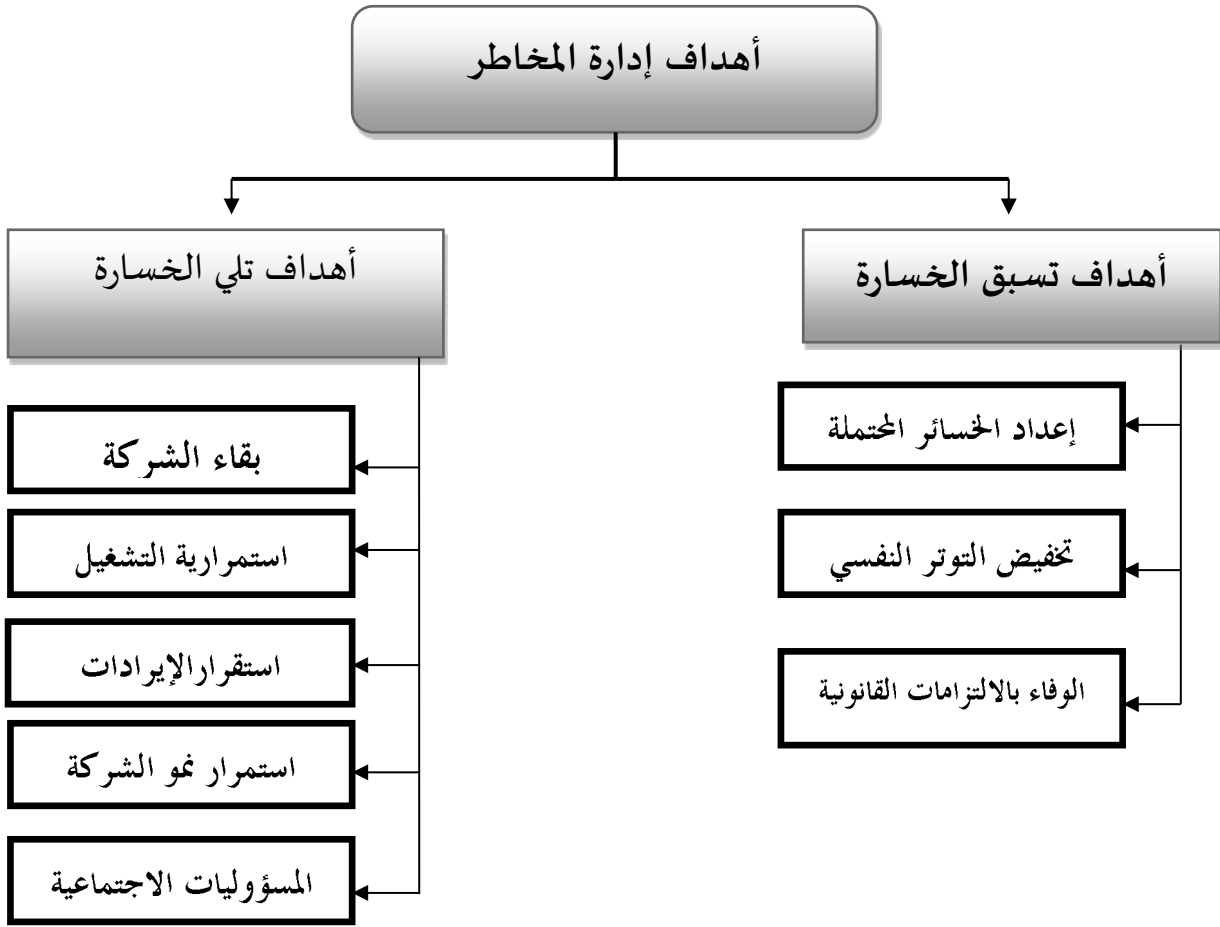 أهداف إدارة المخاطر
أهداف تسبق الخسارة
إعداد الخسائر المحتملة
تخفيض التوتر النفسي
الوفاء بالالتزامات القانونية
أهداف تلي الخسارة
بقاء الشركة
استمرارية التشغيل
استقرارالإيرادات
استمرار نمو الشركة
المسؤوليات الاجتماعية